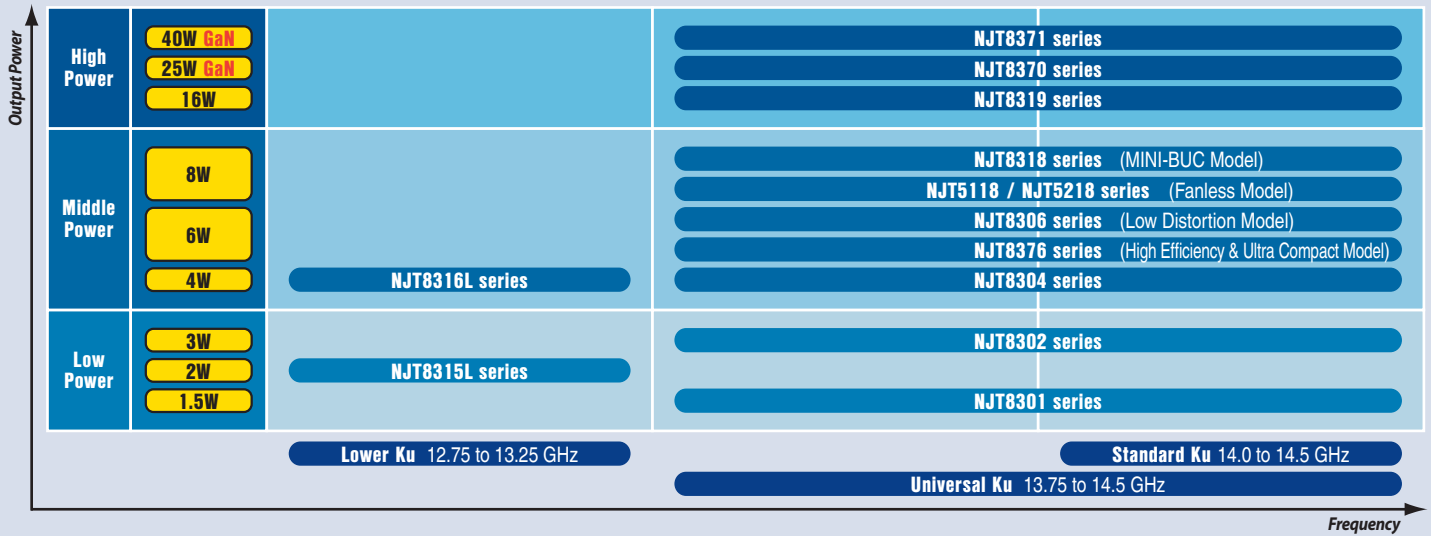 Output Power
High
Power
40W GaN
NJT8371 series
25W GaN
NJT8370 series
16W
NJT8319 series
Middle
Power
8W
NJT8318 series (MINI-BUC Model)
NJT5118 / NJT5218 series (Fanless Model)
6W
NJT8306 series (Low Distortion Model)
NJT8376 series (High Efficiency & Ultra Compact Model)
4W
NJT8316L series
NJT8304 series
Low
Power
3W
NJT8302 series
2W
NJT8315L series
1.5W
NJT8301 series
Lower Ku 12.75 to 13.25 GHz
Standard Ku 14.0 to 14.5 GHz
Universal Ku 13.75 to 14.5 GHz
Frequency